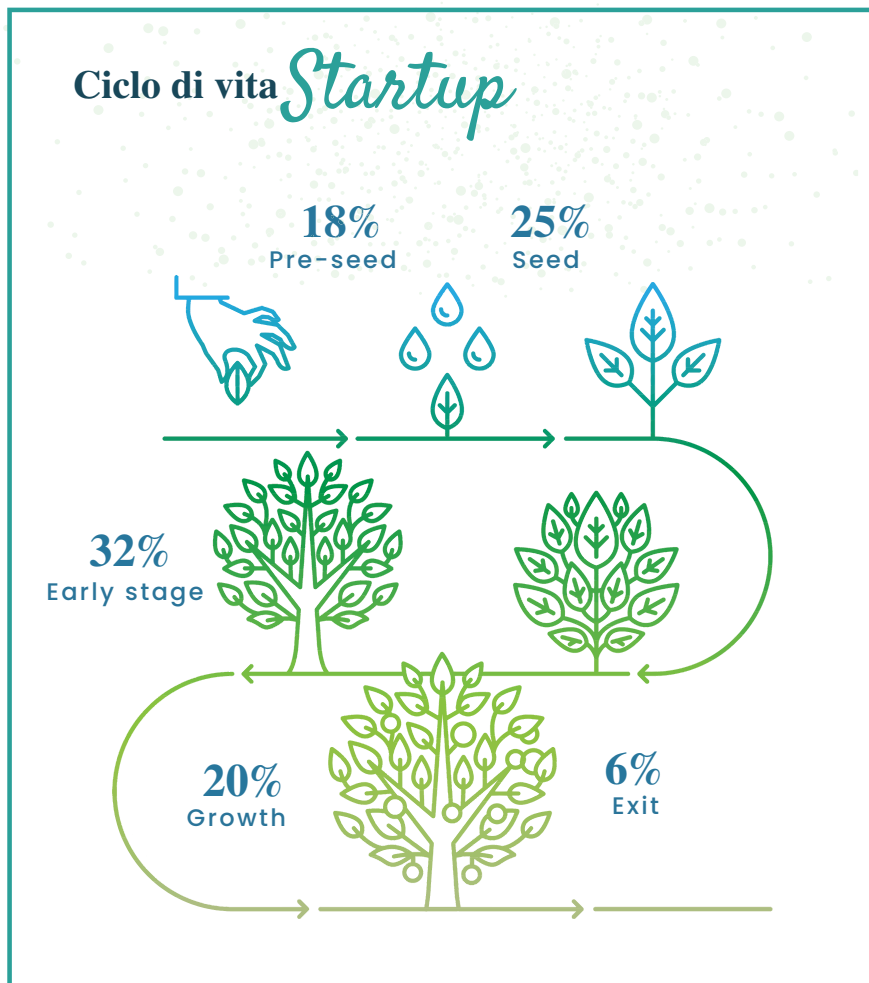 Ciclo di vita Startup
18%
Pre-seed
25%
Seed
32%
Early stage
20%
Growth
6%
Exit